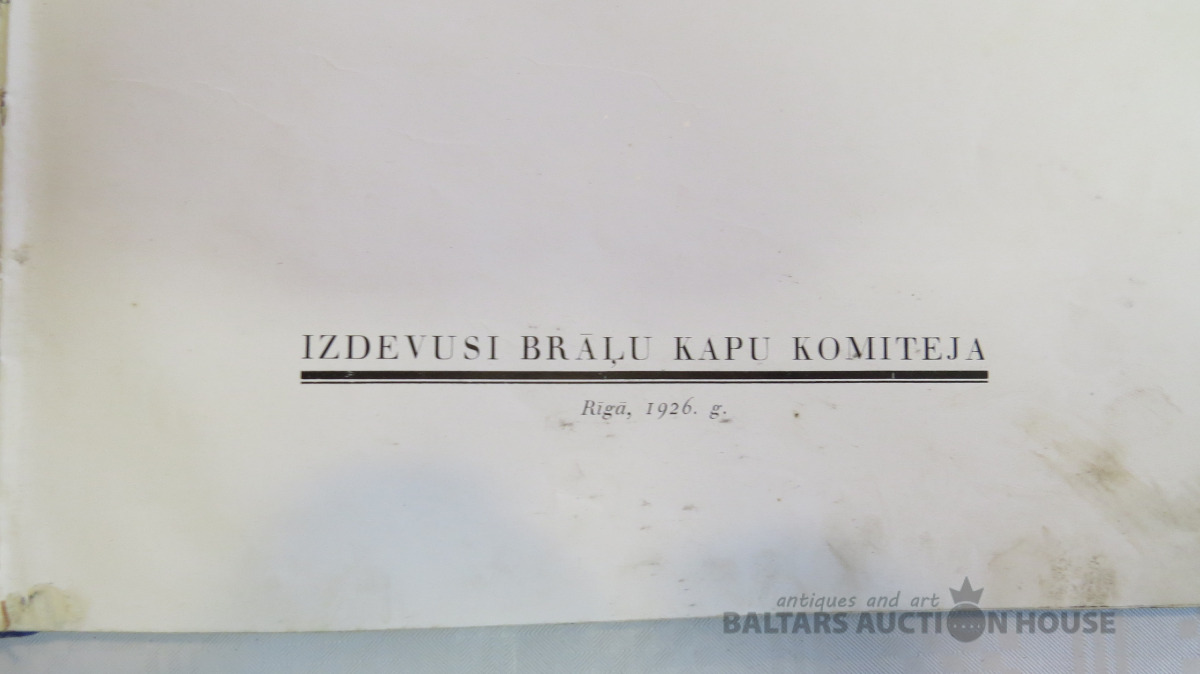 IZDEVUSI BRĀĻU KAPU KOMITEJA
Rīgā, 1926. g.
antiques and art
BALTARS AUCTION HOUSE